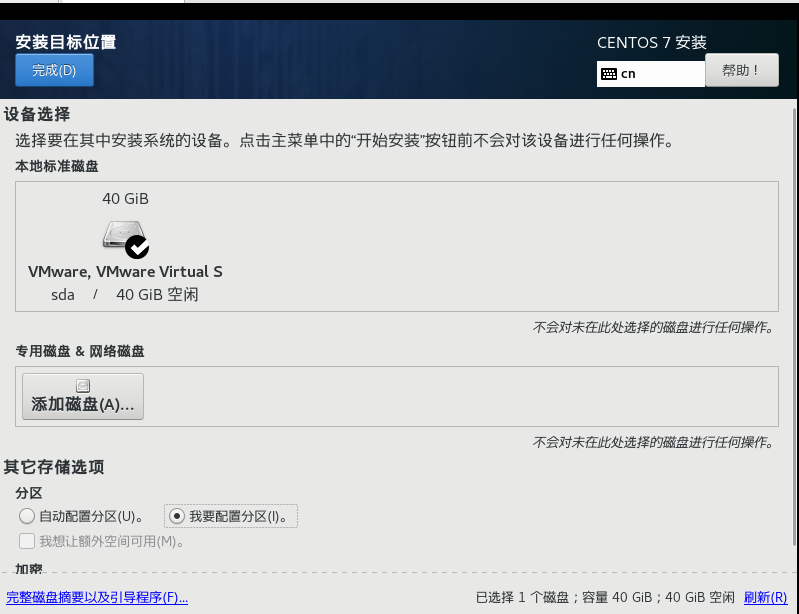 安装目标位置
CENTOS 7 安装
完成(D)
cn
帮助！
设备选择
选择要在其中安装系统的设备。点击主菜单中的“开始安装”按钮前不会对该设备进行任何操作。
本地标准磁盘
40 GiB
VMware, VMware Virtual S
sda / 40 GiB 空闲
不会对未在此处选择的磁盘进行任何操作。
专用磁盘 & 网络磁盘
添加磁盘(A)...
不会对未在此处选择的磁盘进行任何操作。
其它存储选项
分区
自动配置分区(U)。 我要配置分区(I)。
我想让额外空间可用(M)。
加密
完整磁盘摘要以及引导程序(F)...
已选择 1 个磁盘；容量 40 GiB；40 GiB 空闲 刷新(R)